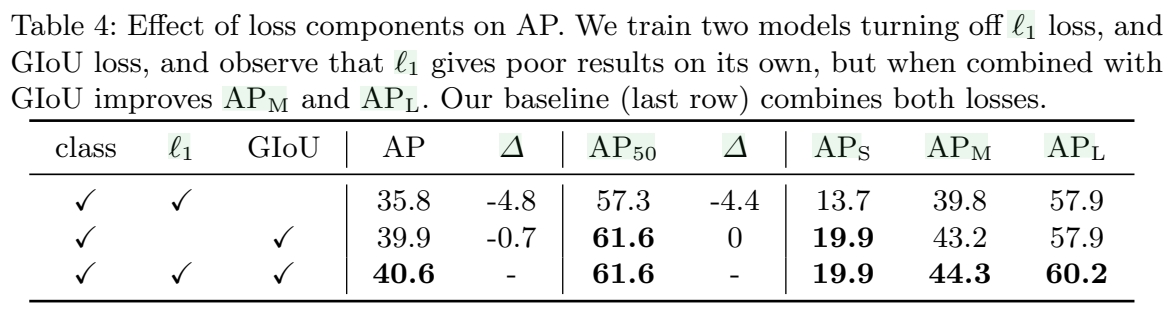 Table 4: Effect of loss components on AP. We train two models turning off ℓ1 loss, and
GIoU loss, and observe that ℓ1 gives poor results on its own, but when combined with
GIoU improves APM and APL. Our baseline (last row) combines both losses.
class ℓ1 GIoU AP Δ AP50 Δ APS APM APL
✓ ✓ 35.8 -4.8 57.3 -4.4 13.7 39.8 57.9
✓ ✓ 39.9 -0.7 61.6 0 19.9 43.2 57.9
✓ ✓ ✓ 40.6 - 61.6 - 19.9 44.3 60.2